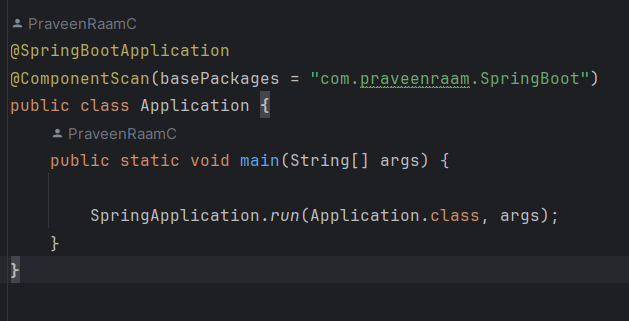 PraveenRaamC
@SpringBootApplication
@ComponentScan(basePackages = "com.praveenraam.SpringBoot")
public class Application {
PraveenRaamC
public static void main(String[] args) {
SpringApplication.run(Application.class, args);
}
}